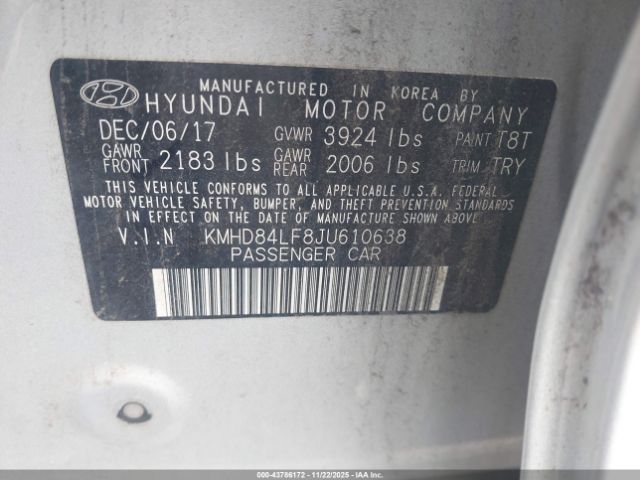 MANUFACTURED IN KOREA BY
HYUNDAI MOTOR COMPANY
DEC/06/17 GVWR 3924 lbs PAINT T8T
GAWR FRONT 2183 lbs GAWR REAR 2006 lbs TRIM TRY
THIS VEHICLE CONFORMS TO ALL APPLICABLE U.S.A. FEDERAL
MOTOR VEHICLE SAFETY, BUMPER, AND THEFT PREVENTION STANDARDS
IN EFFECT ON THE DATE OF MANUFACTURE SHOWN ABOVE
V.I.N KMHD84LF8JU610638
PASSENGER CAR
000-43786172 - 11/22/2025 - IAA Inc.